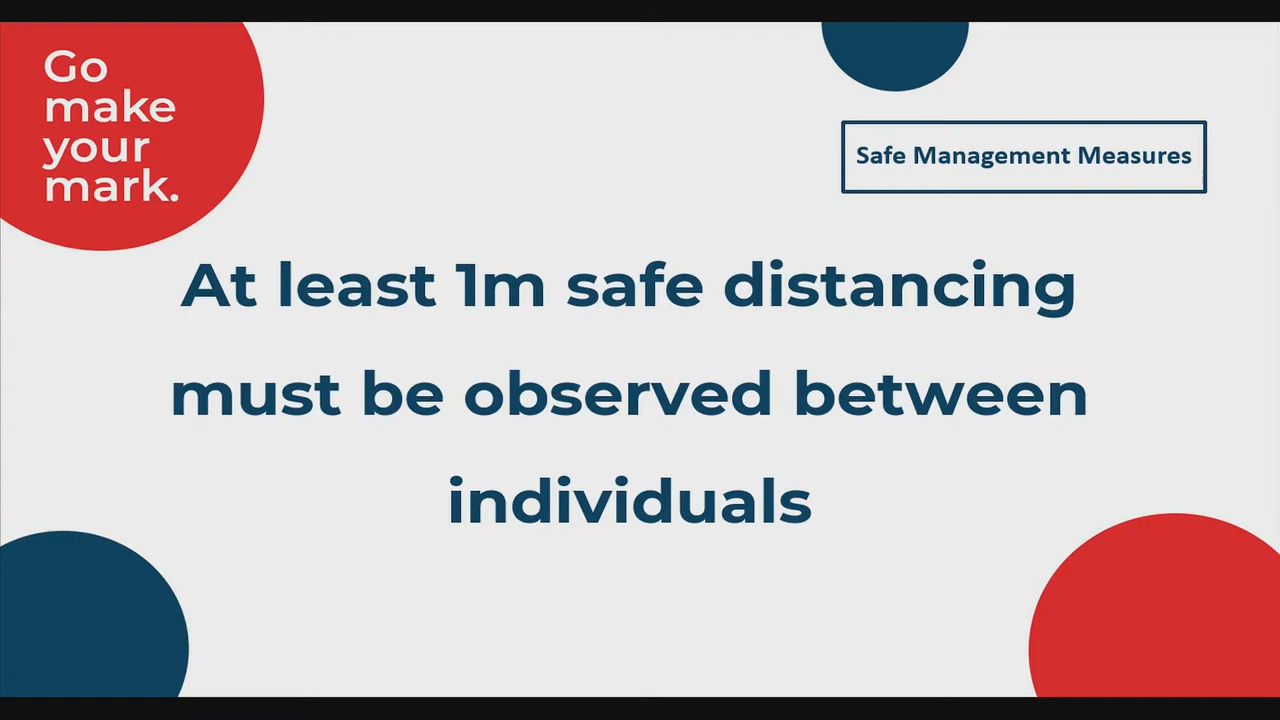 Go
make
your
mark.
Safe Management Measures
At least 1m safe distancing
must be observed between
individuals